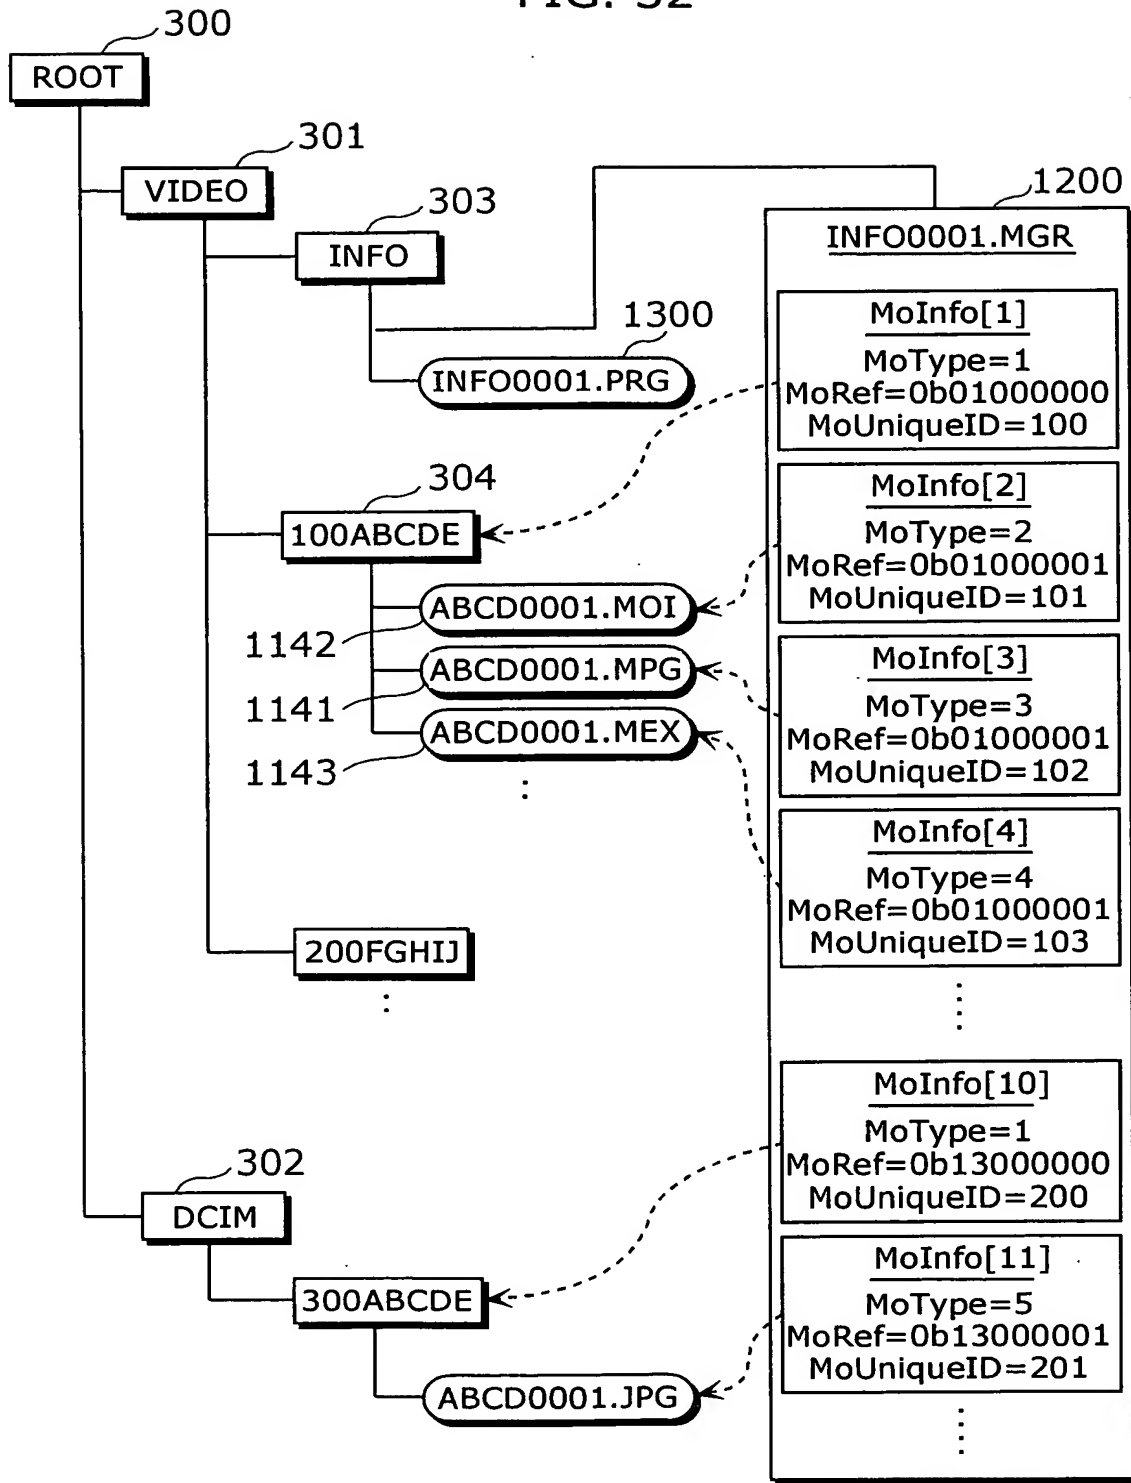 FIG. 32
300
ROOT
301
VIDEO
303
INFO
1300
INFO0001.PRG
304
100ABCDE
ABCD0001.MOI
1142
ABCD0001.MPG
1141
ABCD0001.MEX
1143
200FGHIJ
302
DCIM
300ABCDE
ABCD0001.JPG
1200
INFO0001.MGR
MoInfo[1]
MoType=1
MoRef=0b01000000
MoUniqueID=100
MoInfo[2]
MoType=2
MoRef=0b01000001
MoUniqueID=101
MoInfo[3]
MoType=3
MoRef=0b01000001
MoUniqueID=102
MoInfo[4]
MoType=4
MoRef=0b01000001
MoUniqueID=103
MoInfo[10]
MoType=1
MoRef=0b13000000
MoUniqueID=200
MoInfo[11]
MoType=5
MoRef=0b13000001
MoUniqueID=201